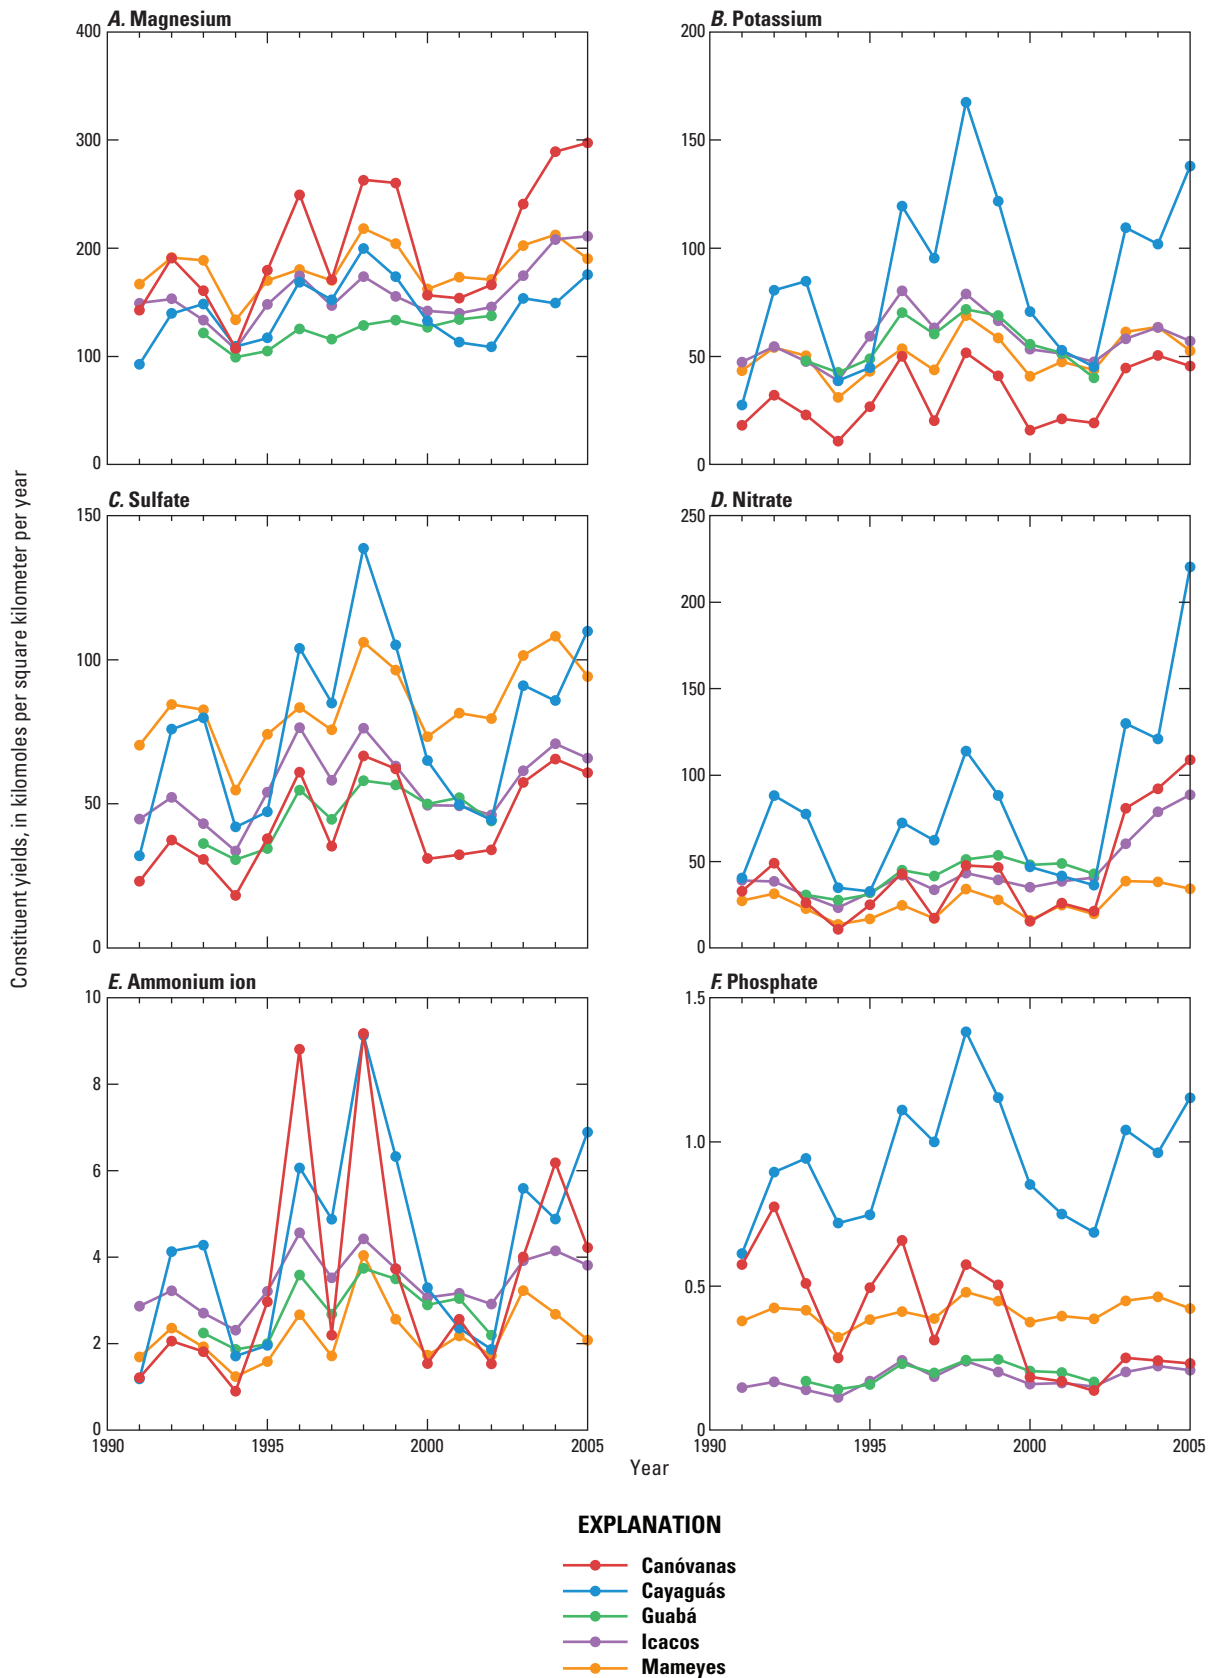 A. Magnesium
400
300
200
100
0
B. Potassium
200
150
100
50
0
C. Sulfate
150
100
50
0
D. Nitrate
250
200
150
100
50
0
E. Ammonium ion
10
8
6
4
2
0
1990 1995 2000 2005
F. Phosphate
1.5
1.0
0.5
0
1990 1995 2000 2005
Constituent yields, in kilomoles per square kilometer per year
Year
EXPLANATION
Canóvanas
Cayaguás
Guabá
Icacos
Mameyes